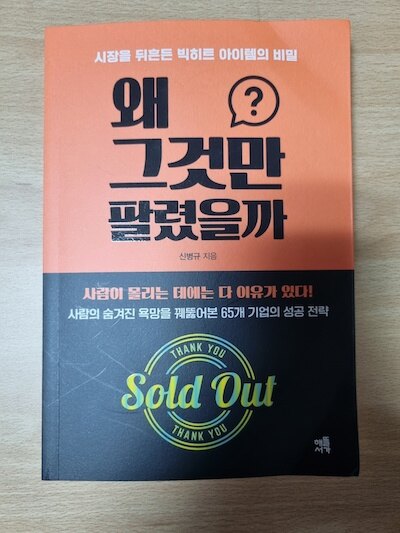 시장을 뒤흔든 빅히트 아이템의 비밀
왜
?
그것만
팔렸을까
신병규 지음
사람이 몰리는 데에는 다 이유가 있다!
사람의 숨겨진 욕망을 꿰뚫어본 65개 기업의 성공 전략
THANK YOU
Sold Out
THANK YOU
해뜰
서가